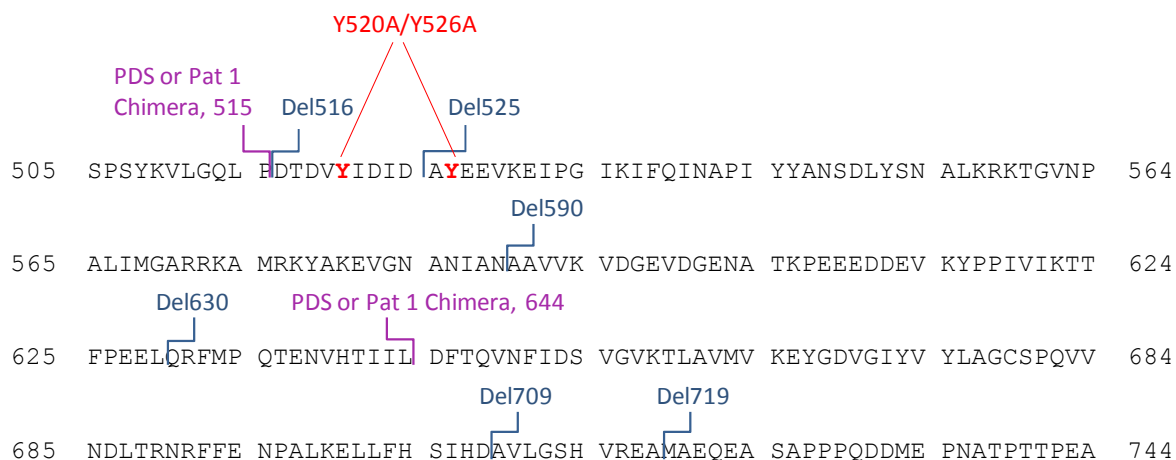 Y520A/Y526A
PDS or Pat 1
Chimera, 515
Del516
Del525
505 SPSYKVLGQL PDTDVYIDID AYEEVKEIPG IKIFQINAPI YYANSDLYSN ALKRKTGVNP 564
Del590
565 ALIMGARRKA MRKYAKEVGN ANIANAAVVK VDGEVDGENA TKPEEEDDEV KYPPIVIKTT 624
Del630
PDS or Pat 1 Chimera, 644
625 FPEELQRFMP QTENVHTIIL DFTQVNFIDS VGVKTLAVMV KEYGDVGIYV YLAGCSPQVV 684
Del709
Del719
685 NDLTRNRFFE NPALKELLFH SIHDAVLGSH VREAMAEQEA SAPPPQDDME PNATPTTPEA 744